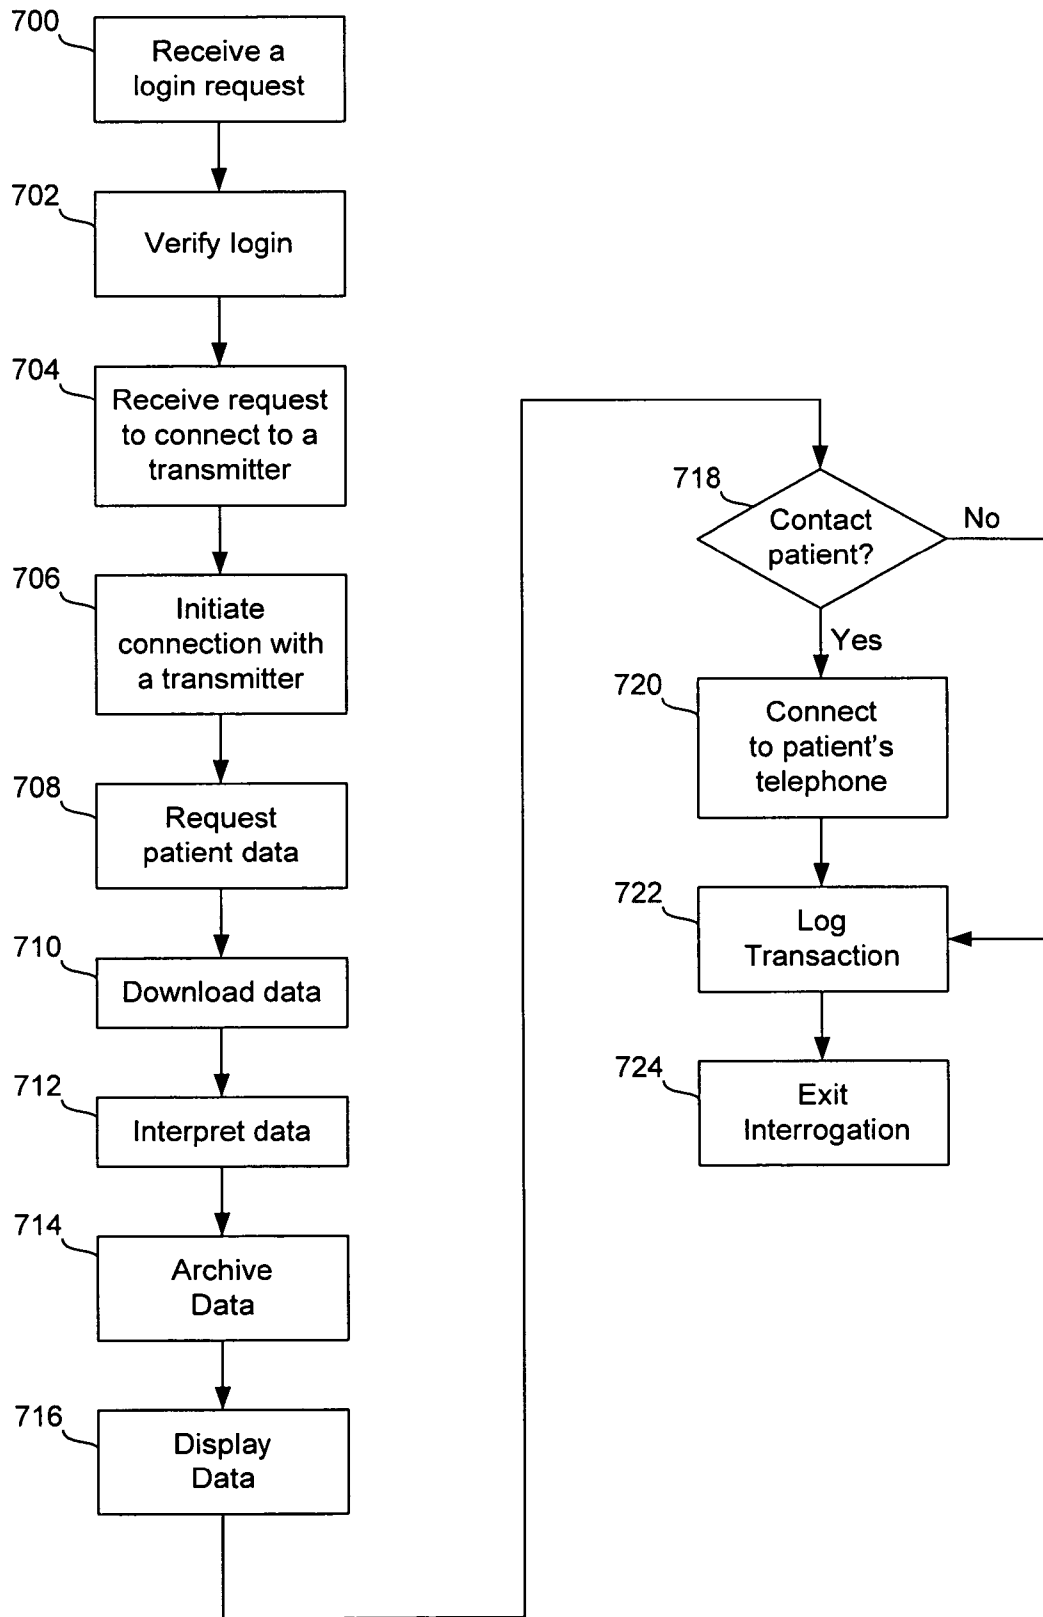 700
Receive a
login request
702
Verify login
704
Receive request
to connect to a
transmitter
706
Initiate
connection with
a transmitter
708
Request
patient data
710
Download data
712
Interpret data
714
Archive
Data
716
Display
Data
718
Contact
patient?
No
Yes
720
Connect
to patient's
telephone
722
Log
Transaction
724
Exit
Interrogation